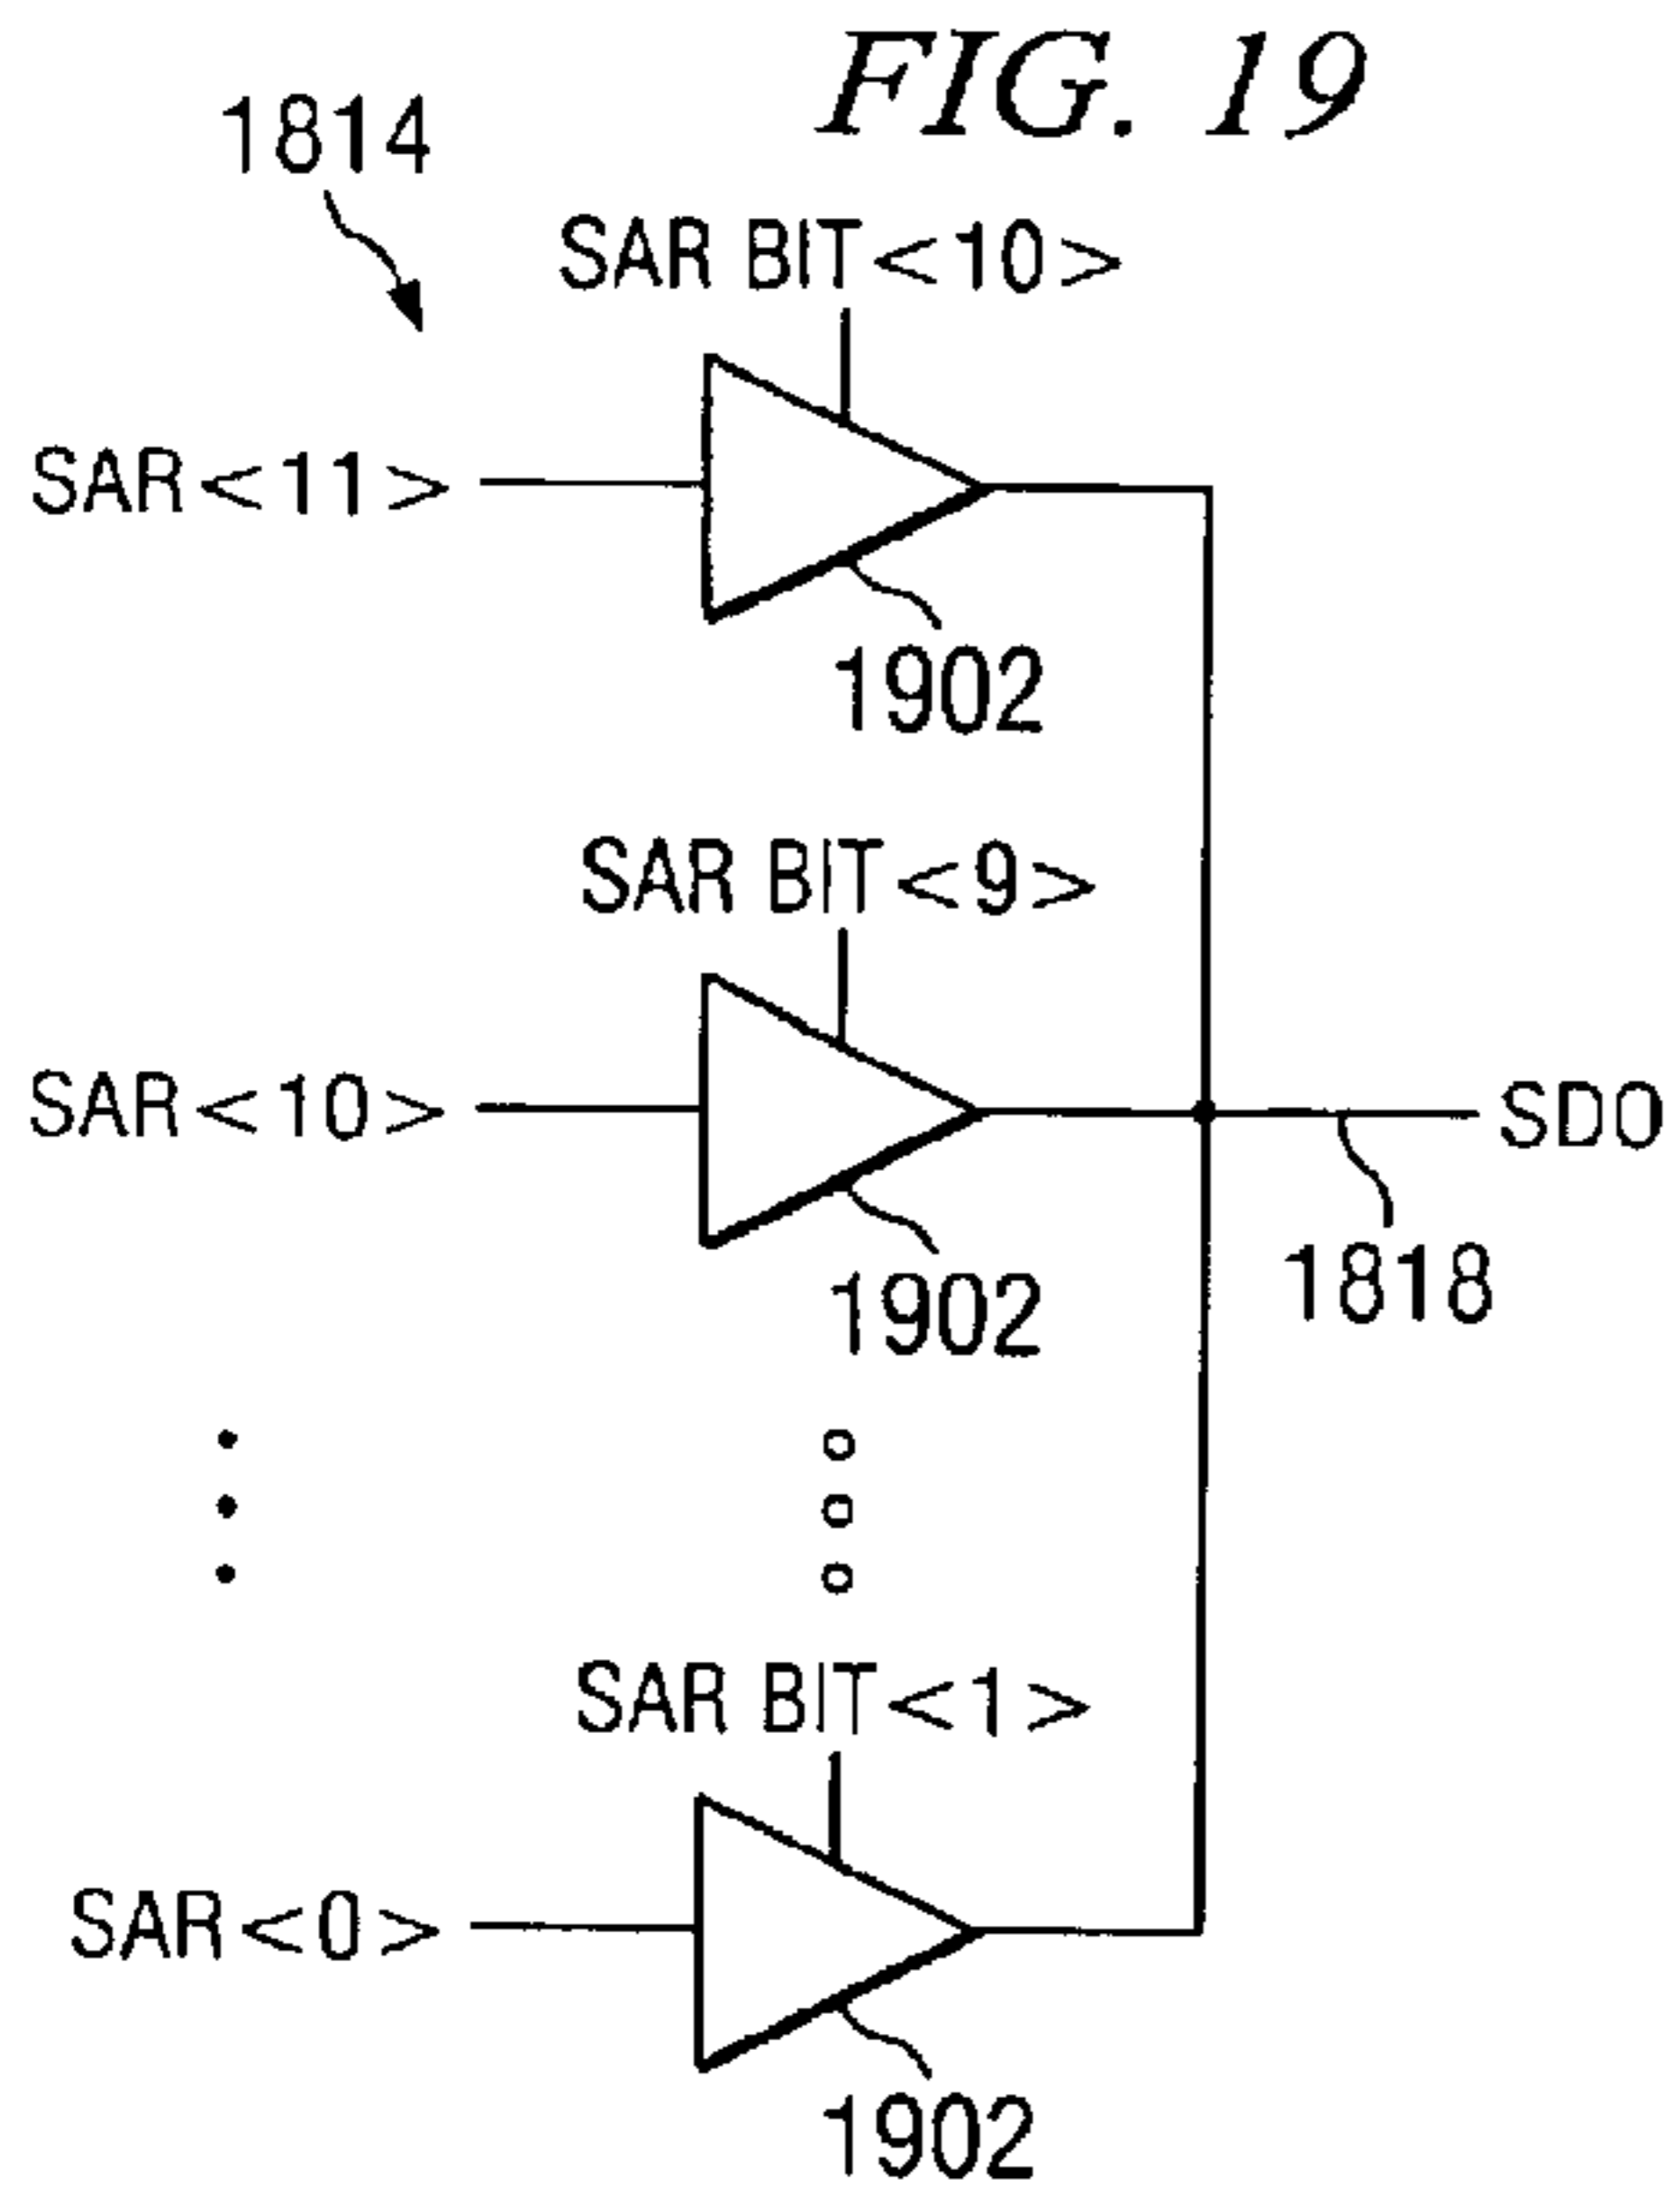 FIG. 19
1814
SAR BIT<10>
SAR<11>
1902
SAR BIT<9>
SAR<10>
SDO
1902
1818
SAR BIT<1>
SAR<0>
1902